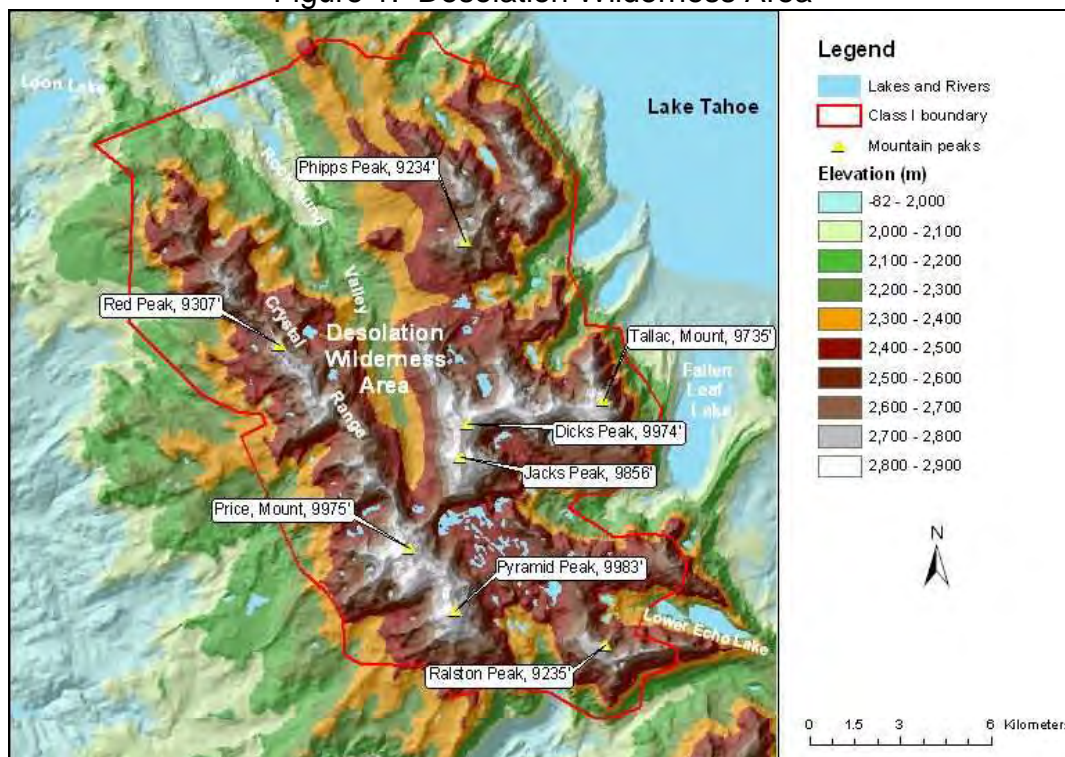 Figure 1. Desolation Wilderness Area
Loon Lake
Lake Tahoe
Phipps Peak, 9234'
Rockbound
Valley
Red Peak, 9307'
Crystal
Range
Desolation
Wilderness
Area
Tallac, Mount, 9735'
Fallen
Leaf
Lake
Dicks Peak, 9974'
Jacks Peak, 9856'
Price, Mount, 9975'
Pyramid Peak, 9983'
Lower Echo Lake
Ralston Peak, 9235'
Legend
Lakes and Rivers
Class I boundary
Mountain peaks
Elevation (m)
-82 - 2,000
2,000 - 2,100
2,100 - 2,200
2,200 - 2,300
2,300 - 2,400
2,400 - 2,500
2,500 - 2,600
2,600 - 2,700
2,700 - 2,800
2,800 - 2,900
N
0 1.5 3 6 Kilometers